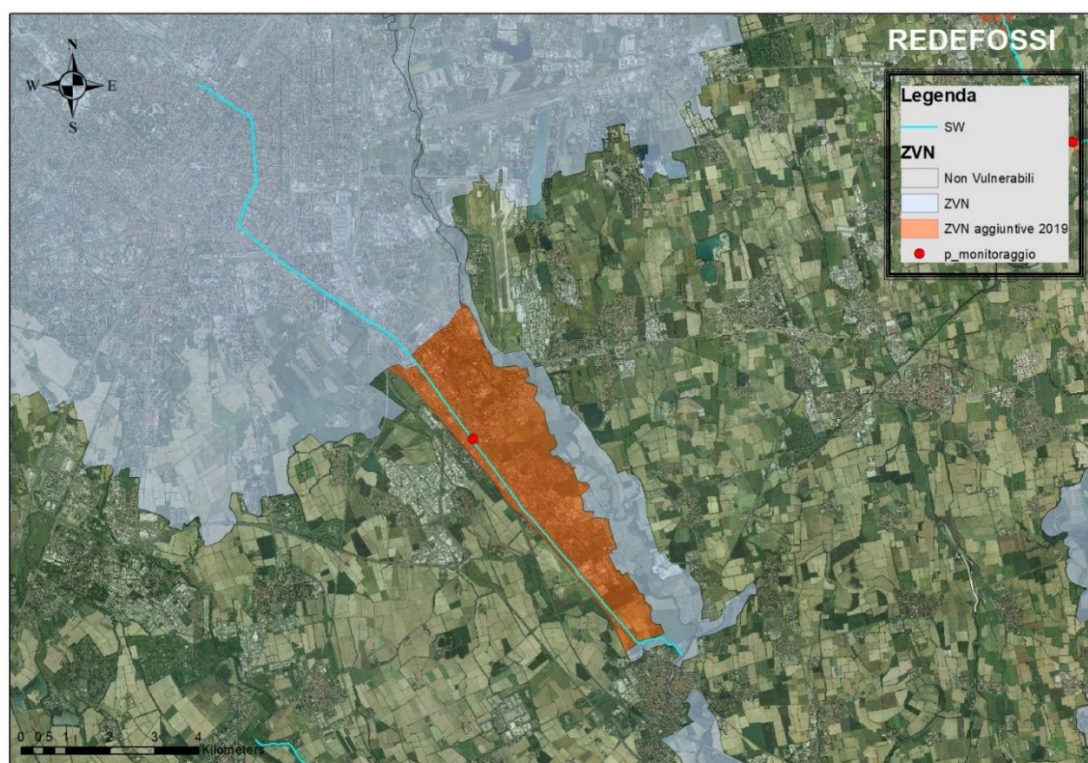 REDEFOSSI
N
W E
S
Legenda
SW
ZVN
Non Vulnerabili
ZVN
ZVN aggiuntive 2019
p_monitoraggio
0 0.5 1 2 3 4
Kilometers